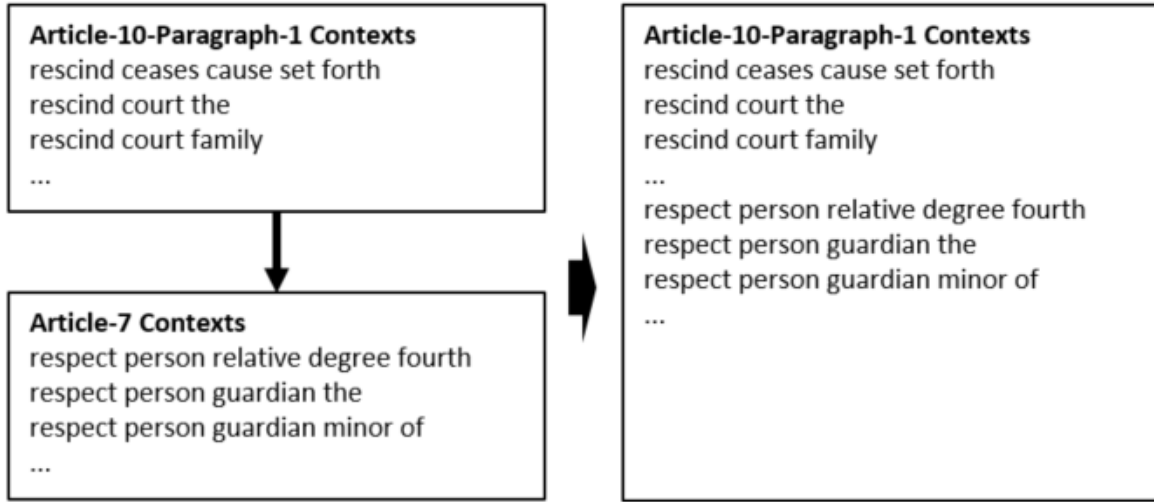 Article-10-Paragraph-1 Contexts
rescind ceases cause set forth
rescind court the
rescind court family
...
Article-7 Contexts
respect person relative degree fourth
respect person guardian the
respect person guardian minor of
...
Article-10-Paragraph-1 Contexts
rescind ceases cause set forth
rescind court the
rescind court family
...
respect person relative degree fourth
respect person guardian the
respect person guardian minor of
...